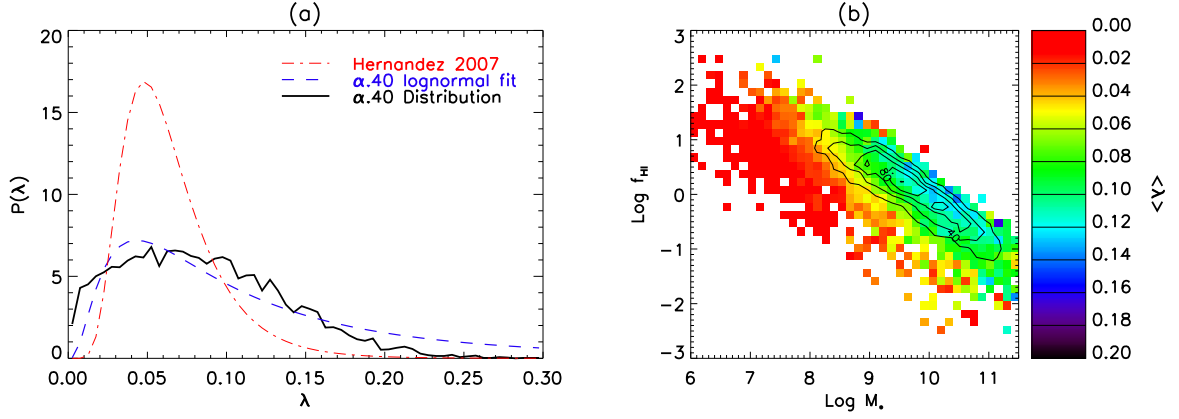 (a)
20
15
10
5
0
P(λ)
Hernandez 2007
α.40 lognormal fit
α.40 Distribution
0.00 0.05 0.10 0.15 0.20 0.25 0.30
λ
(b)
3
2
1
0
-1
-2
-3
Log f_HI
80
40
6 7 8 9 10 11
Log M_*
0.00
0.02
0.04
0.06
0.08
0.10
0.12
0.14
0.16
0.18
0.20
<λ>